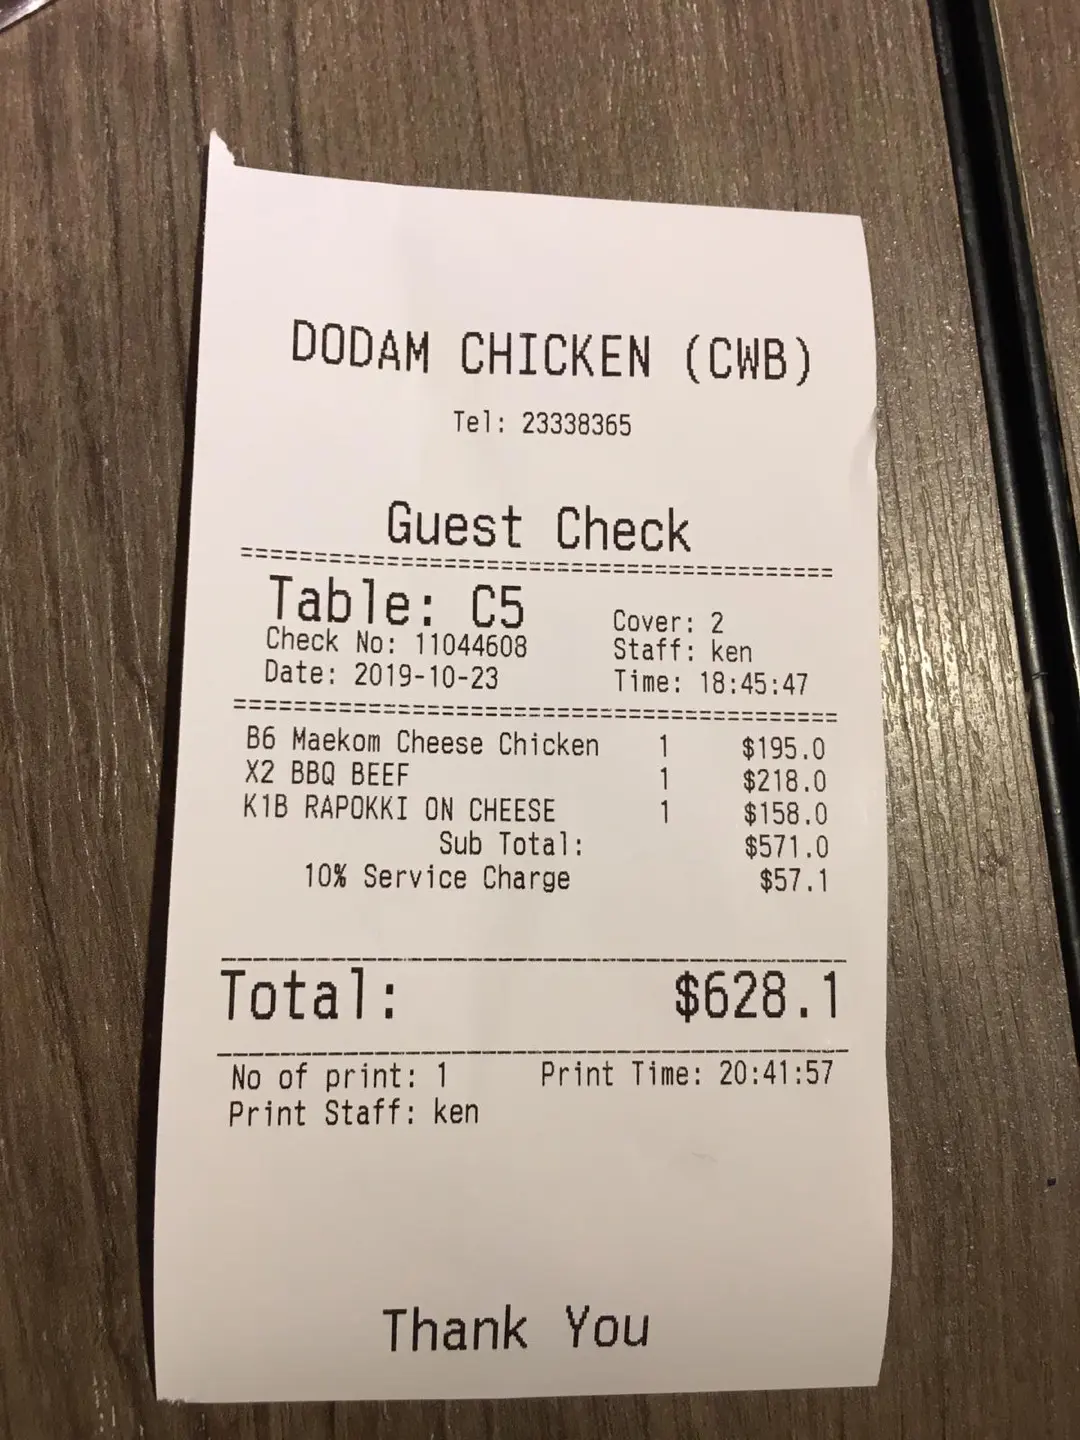 DODAM CHICKEN (CWB)
Tel: 23338365
Guest Check
========================================
Table: C5
Cover: 2
Check No: 11044608 Staff: ken
Date: 2019-10-23 Time: 18:45:47
========================================
B6 Maekom Cheese Chicken 1 $195.0
X2 BBQ BEEF 1 $218.0
K1B RAPOKKI ON CHEESE 1 $158.0
Sub Total: $571.0
10% Service Charge $57.1
----------------------------------------
Total: $628.1
----------------------------------------
No of print: 1 Print Time: 20:41:57
Print Staff: ken
Thank You